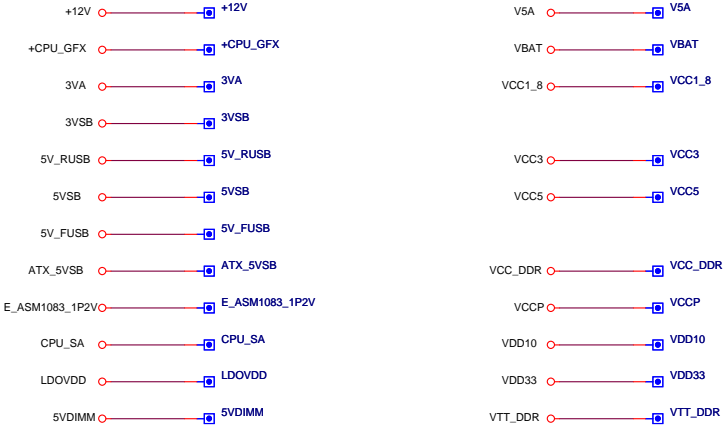 +12V +12V V5A V5A
+CPU_GFX +CPU_GFX VBAT VBAT
3VA 3VA VCC1_8 VCC1_8
3VSB 3VSB
5V_RUSB 5V_RUSB VCC3 VCC3
5VSB 5VSB VCC5 VCC5
5V_FUSB 5V_FUSB
ATX_5VSB ATX_5VSB VCC_DDR VCC_DDR
E_ASM1083_1P2V E_ASM1083_1P2V VCCP VCCP
CPU_SA CPU_SA VDD10 VDD10
LDOVDD LDOVDD VDD33 VDD33
5VDIMM 5VDIMM VTT_DDR VTT_DDR